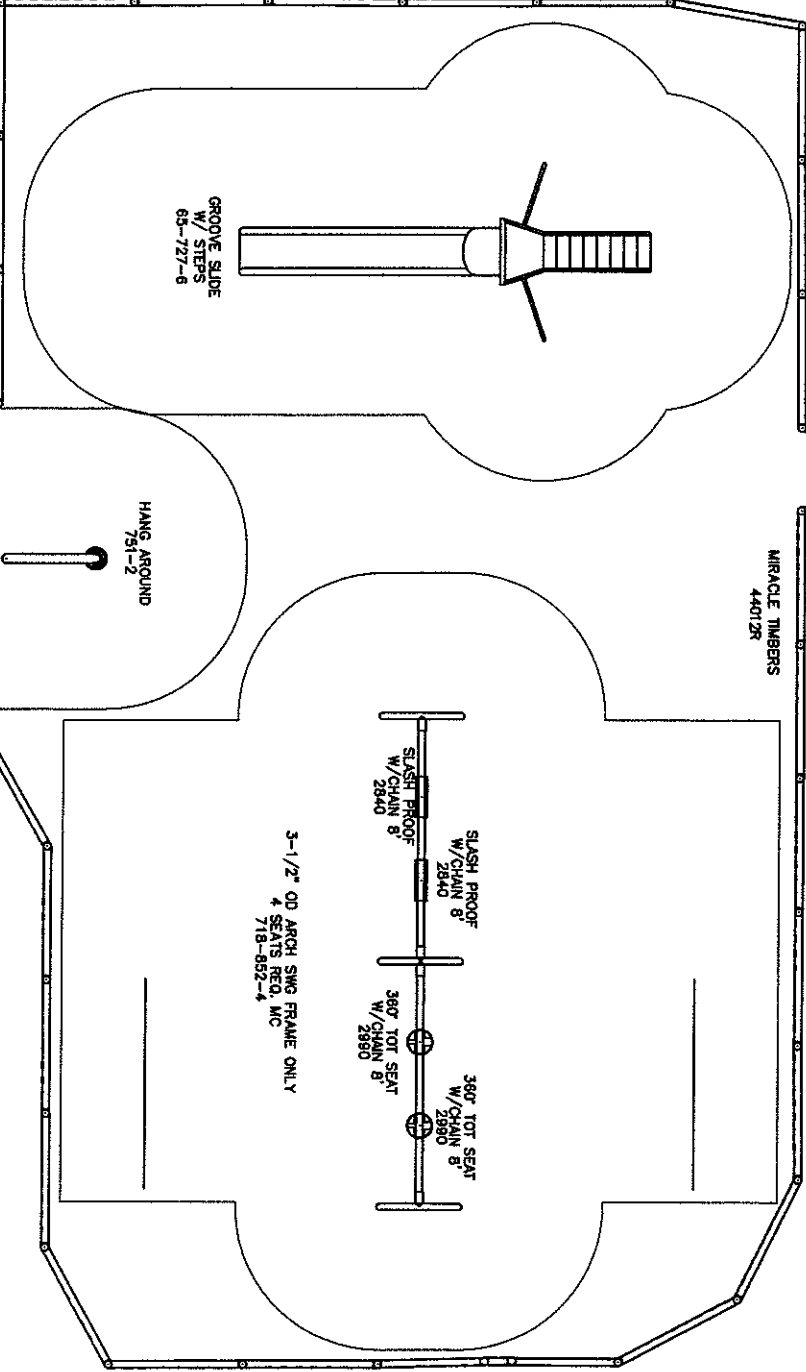 MIRACLE TIMBERS
44012R
GROOVE SLIDE
W/ STEPS
65-727-6
HANG AROUND
751-2
SLASH PROOF
W/CHAIN 8'
2840
SLASH PROOF
W/CHAIN 8'
2840
360° TOT SEAT
W/CHAIN 8'
2990
360° TOT SEAT
W/CHAIN 8'
2990
3-1/2" OD ARCH SWG FRAME ONLY
4 SEATS REQ. MC
718-852-4